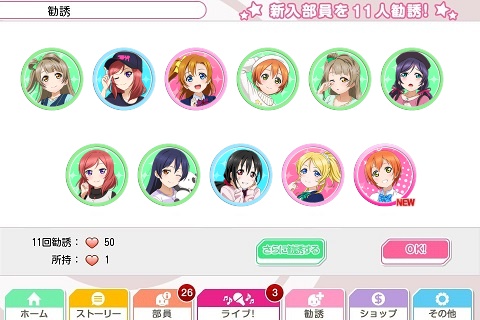 勧誘
新入部員を11人勧誘!
NEW
11回勧誘: 50
所持: 1
さらに勧誘する
OK!
26
3
ホーム
ストーリー
部員
ライブ!
勧誘
ショップ
その他